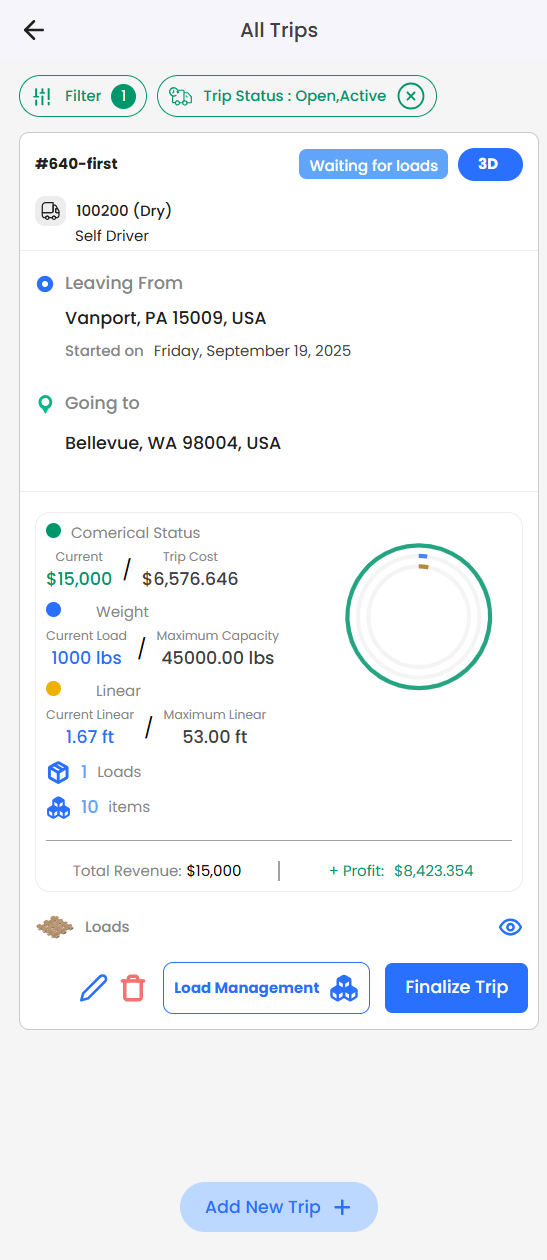 All Trips
Filter 1 Trip Status : Open,Active
#640-first Waiting for loads 3D
100200 (Dry)
Self Driver
Leaving From
Vanport, PA 15009, USA
Started on Friday, September 19, 2025
Going to
Bellevue, WA 98004, USA
Comerical Status
Current / Trip Cost
$15,000 $6,576.646
Weight
Current Load / Maximum Capacity
1000 lbs 45000.00 lbs
Linear
Current Linear / Maximum Linear
1.67 ft 53.00 ft
1 Loads
10 items
Total Revenue: $15,000 | + Profit: $8,423.354
Loads
Load Management Finalize Trip
Add New Trip +